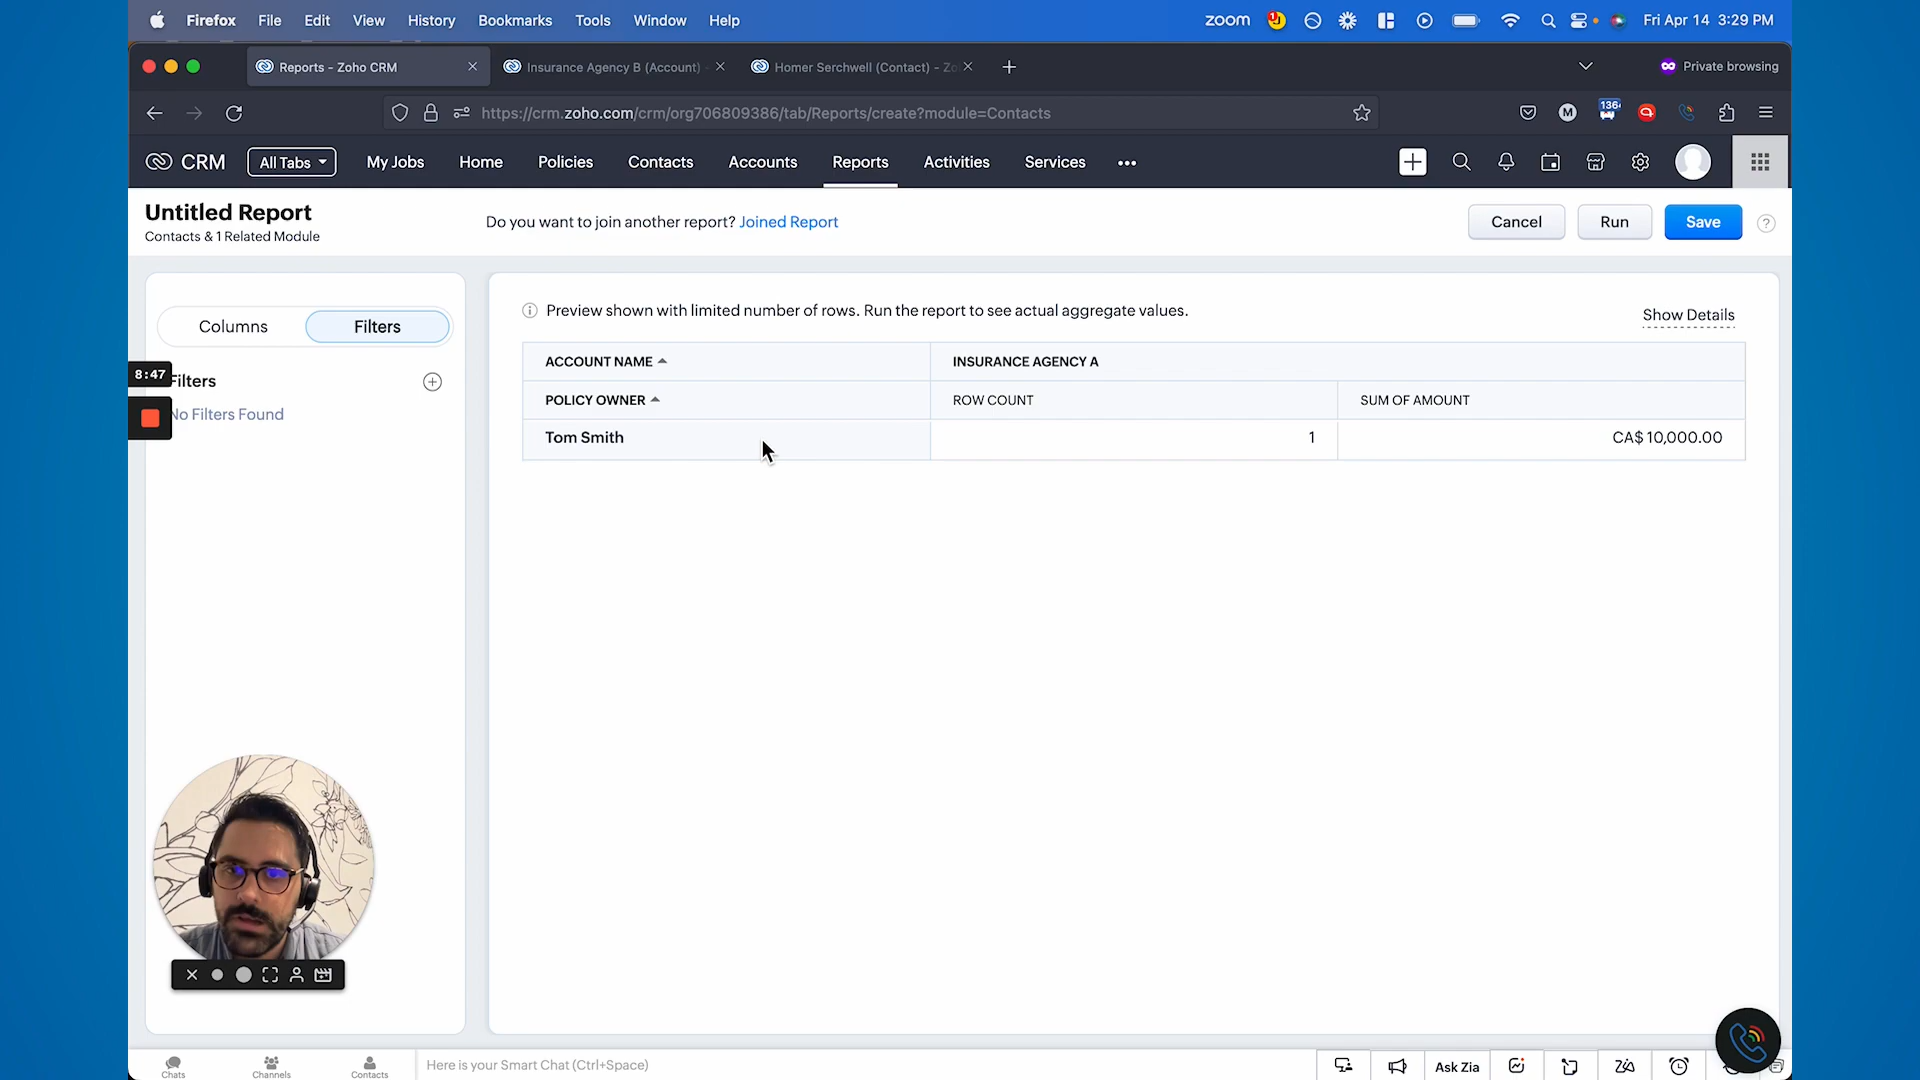 Firefox File Edit View History Bookmarks Tools Window Help zoom Fri Apr 14 3:29 PM
Reports - Zoho CRM Insurance Agency B (Account) - Homer Serchwell (Contact) - Zo Private browsing
https://crm.zoho.com/crm/org706809386/tab/Reports/create?module=Contacts M 136
CRM All Tabs My Jobs Home Policies Contacts Accounts Reports Activities Services
Untitled Report
Contacts & 1 Related Module
Do you want to join another report? Joined Report
Cancel Run Save ?
Columns Filters
Preview shown with limited number of rows. Run the report to see actual aggregate values.
Show Details
8:47
Filters
No Filters Found
ACCOUNT NAME INSURANCE AGENCY A
POLICY OWNER ROW COUNT SUM OF AMOUNT
Tom Smith 1 CA$ 10,000.00
Chats Channels Contacts
Here is your Smart Chat (Ctrl+Space)
Ask Zia